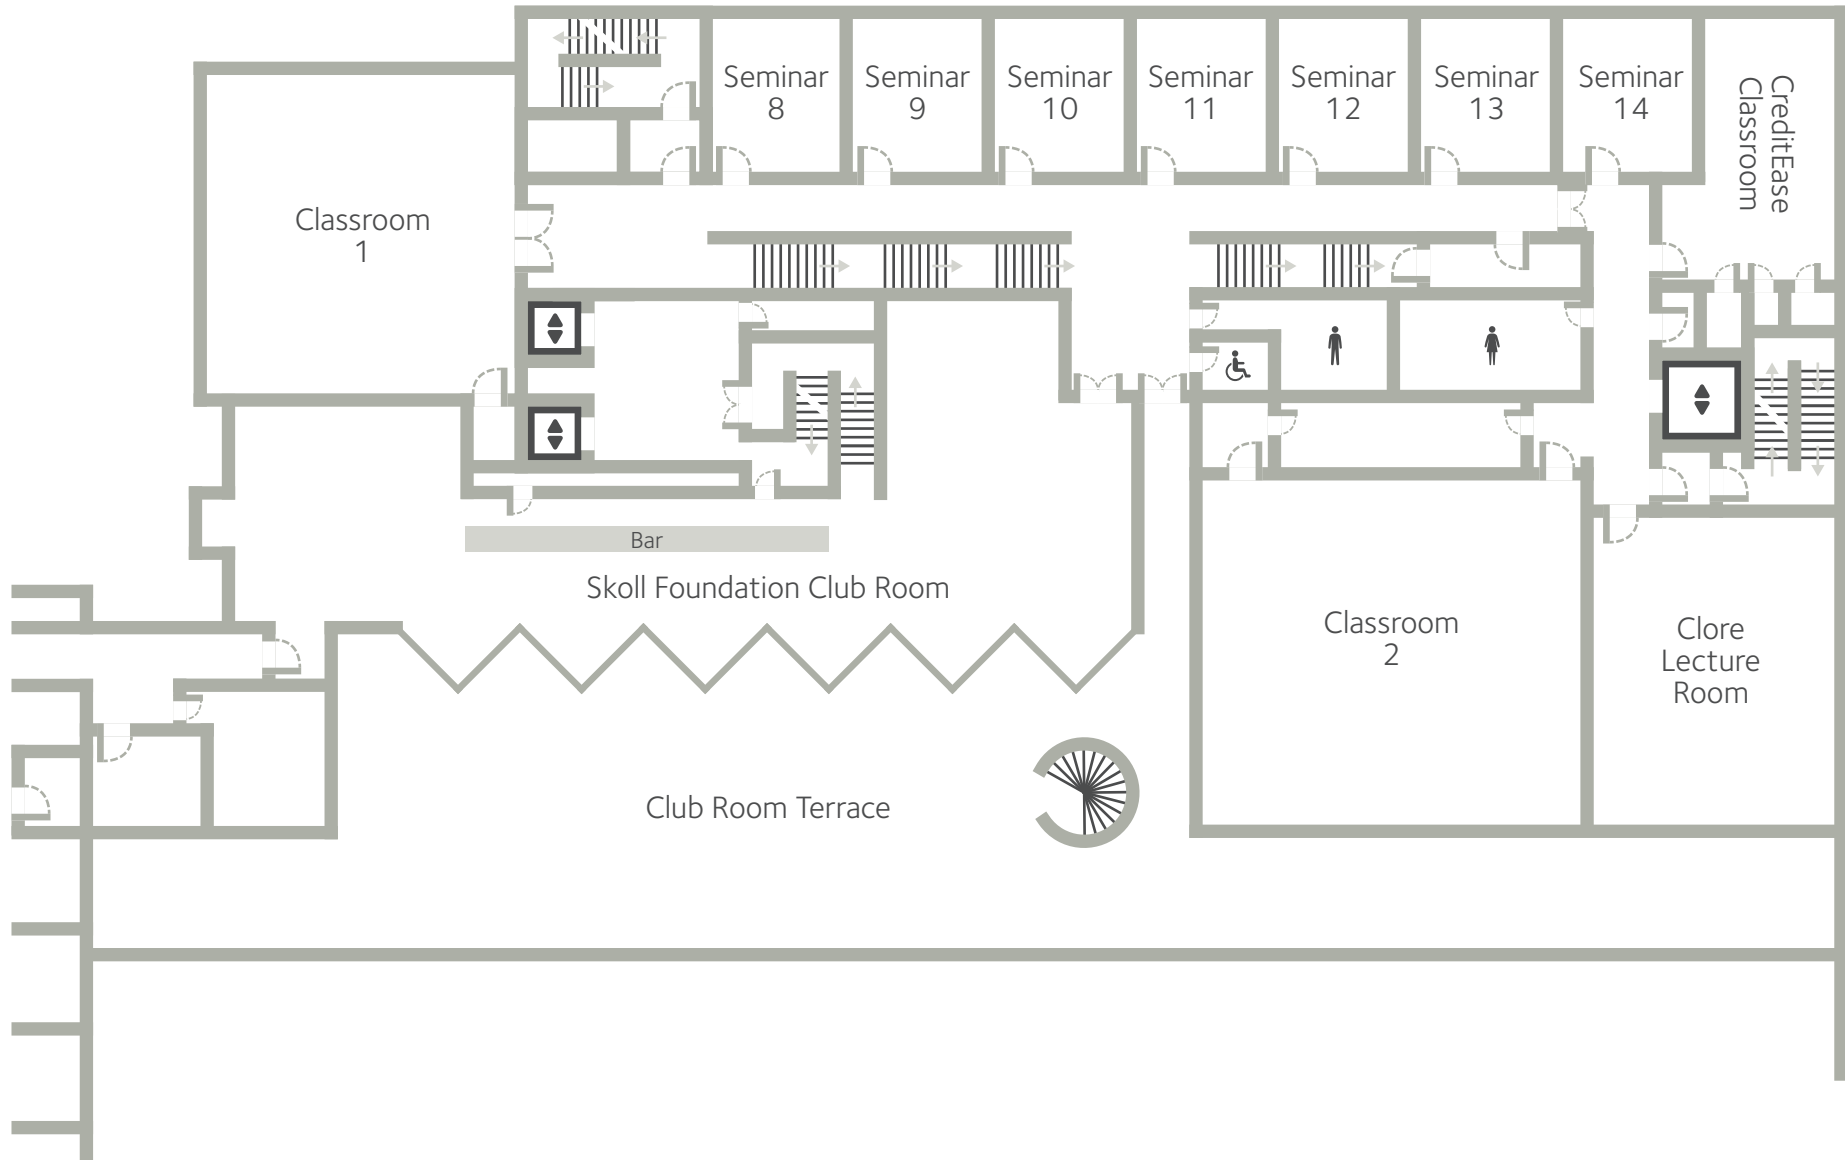 Seminar
8
Seminar
9
Seminar
10
Seminar
11
Seminar
12
Seminar
13
Seminar
14
CreditEase
Classroom
Classroom
1
Bar
Skoll Foundation Club Room
Classroom
2
Clore
Lecture
Room
Club Room Terrace